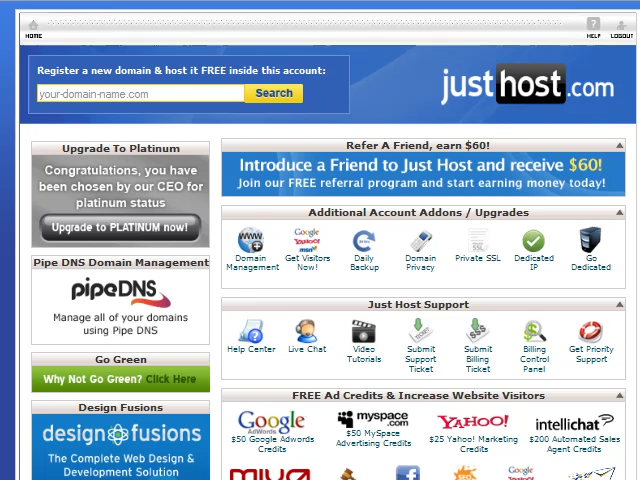 HOME
HELP
LOGOUT
Register a new domain & host it FREE inside this account:
your-domain-name.com
Search
justhost.com
Upgrade To Platinum
Congratulations, you have
been chosen by our CEO for
platinum status
Upgrade to PLATINUM now!
Pipe DNS Domain Management
pipeDNS
Manage all of your domains
using Pipe DNS
Go Green
Why Not Go Green? Click Here
Design Fusions
design fusions
The Complete Web Design &
Development Solution
Refer A Friend, earn $60!
Introduce a Friend to Just Host and receive $60!
Join our FREE referral program and start earning money today!
Additional Account Addons / Upgrades
WWW
Google
YAHOO!
msn
Domain Management
Get Visitors Now!
Daily Backup
Domain Privacy
Private SSL
Dedicated IP
Go Dedicated
Just Host Support
TICKET
$$$
Help Center
Live Chat
Video Tutorials
Submit Support Ticket
Submit Billing Ticket
Billing Control Panel
Get Priority Support
FREE Ad Credits & Increase Website Visitors
Google AdWords
$50 Google Adwords Credits
myspace.com
$50 MySpace Advertising Credits
YAHOO!
$25 Yahoo! Marketing Credits
intellichat
$200 Automated Sales Agent Credits
Google